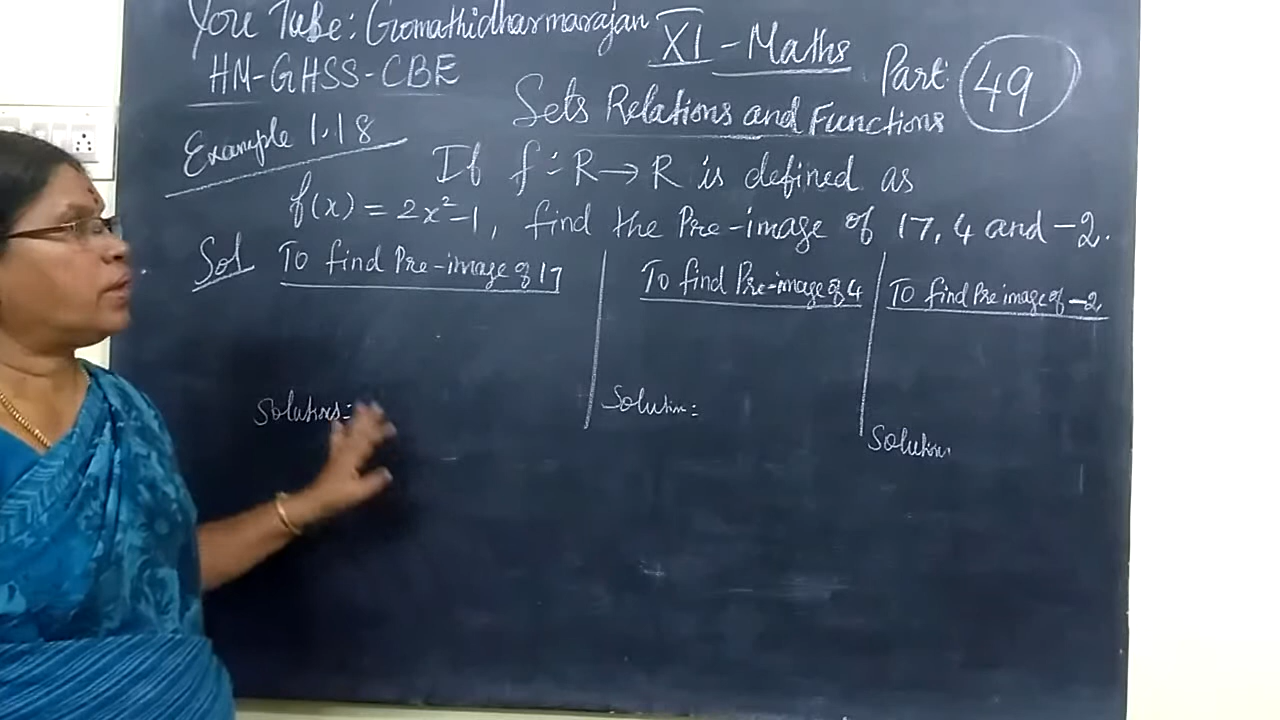 You Tube: Gomathidharmarajan
HM-GHSS-CBE
XI-Maths
Part: 49
Sets Relations and Functions
Example 1.18
If f: R→R is defined as
f(x) = 2x²-1, find the Pre-image of 17, 4 and -2.
Sol
To find Pre-image of 17
To find Pre-image of 4
To find Pre image of -2
Solutions:
Solution:
Solution: